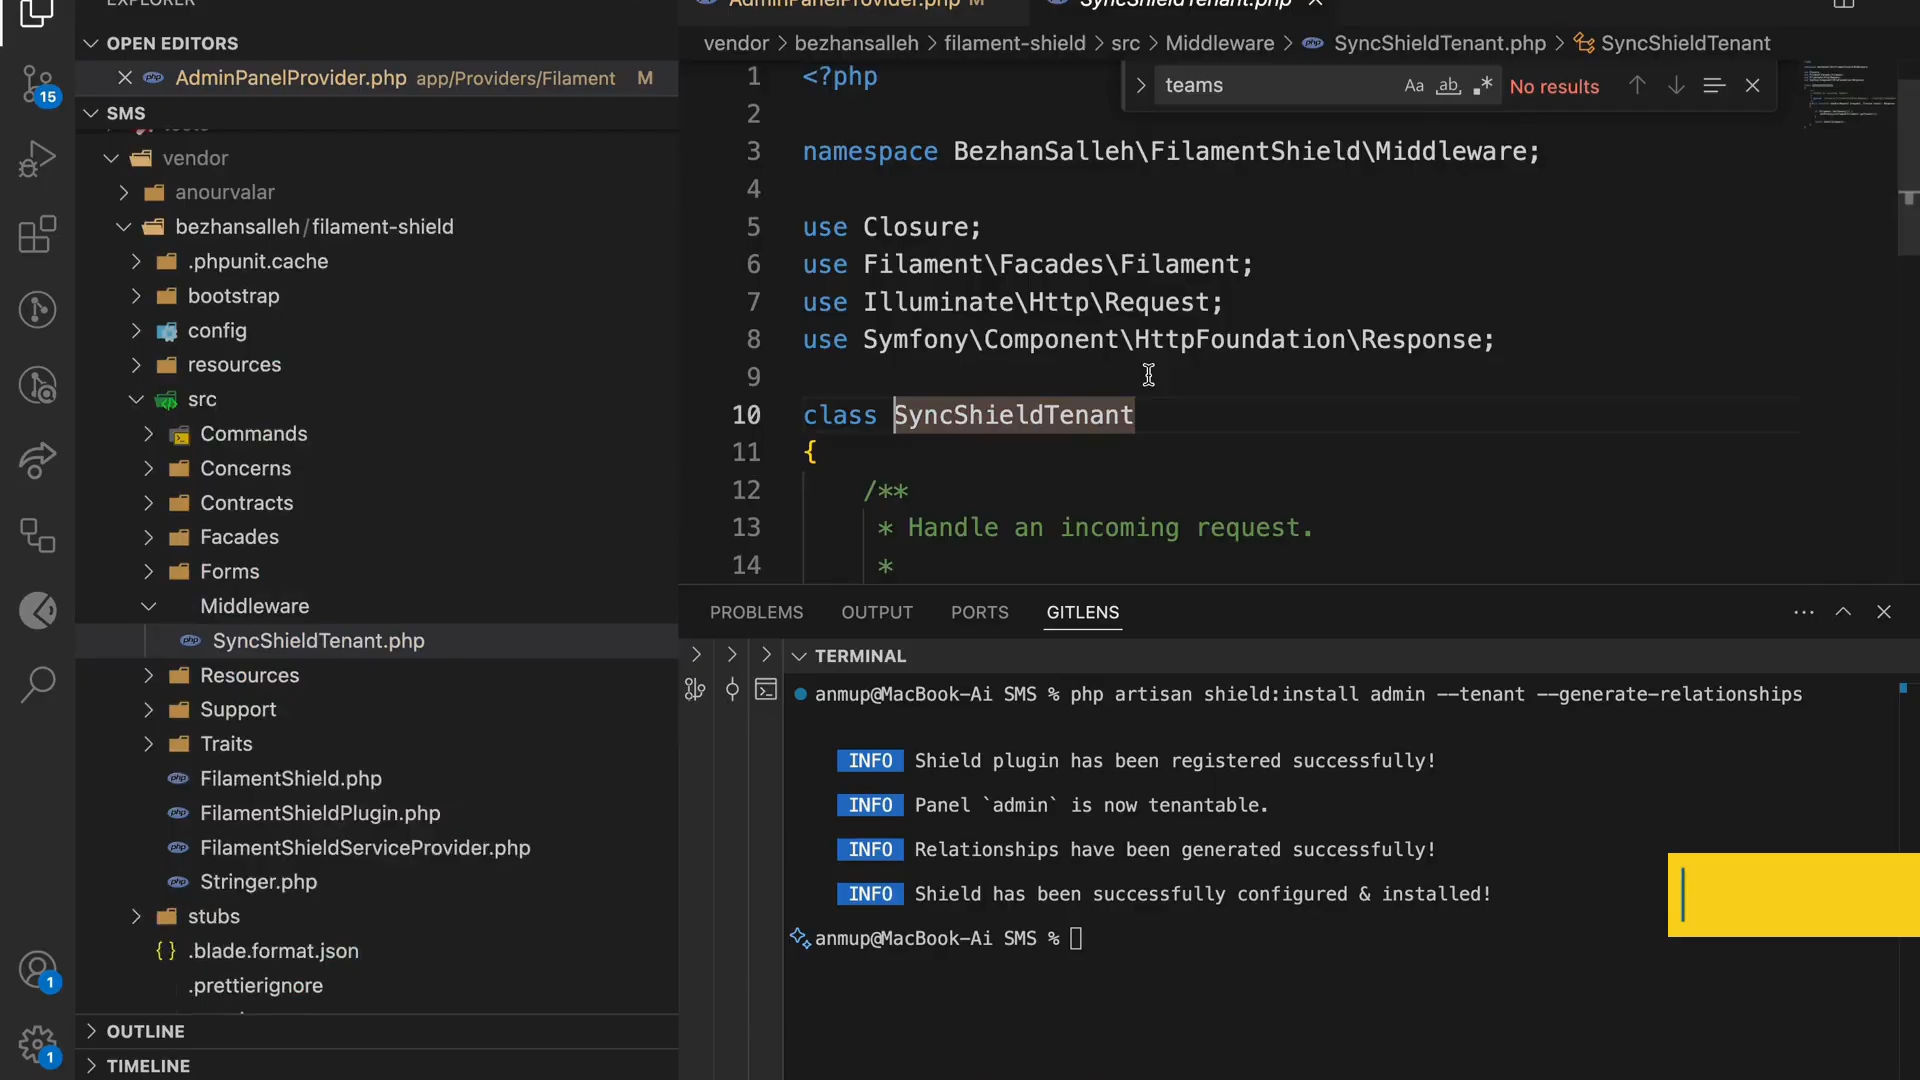 EXPLORER
OPEN EDITORS
AdminPanelProvider.php app/Providers/Filament M
SMS
vendor
anourvalar
bezhansalleh/filament-shield
.phpunit.cache
bootstrap
config
resources
src
Commands
Concerns
Contracts
Facades
Forms
Middleware
SyncShieldTenant.php
Resources
Support
Traits
FilamentShield.php
FilamentShieldPlugin.php
FilamentShieldServiceProvider.php
Stringer.php
stubs
{} .blade.format.json
.prettierignore
OUTLINE
TIMELINE
15
1
1
AdminPanelProvider.php M
SyncShieldTenant.php
vendor > bezhansalleh > filament-shield > src > Middleware > SyncShieldTenant.php > SyncShieldTenant
teams Aa ab .* No results
1 <?php
2
3 namespace BezhanSalleh\FilamentShield\Middleware;
4
5 use Closure;
6 use Filament\Facades\Filament;
7 use Illuminate\Http\Request;
8 use Symfony\Component\HttpFoundation\Response;
9
10 class SyncShieldTenant
11 {
12 /**
13 * Handle an incoming request.
14 *
PROBLEMS OUTPUT PORTS GITLENS
TERMINAL
anmup@MacBook-Ai SMS % php artisan shield:install admin --tenant --generate-relationships
INFO Shield plugin has been registered successfully!
INFO Panel `admin` is now tenantable.
INFO Relationships have been generated successfully!
INFO Shield has been successfully configured & installed!
anmup@MacBook-Ai SMS %